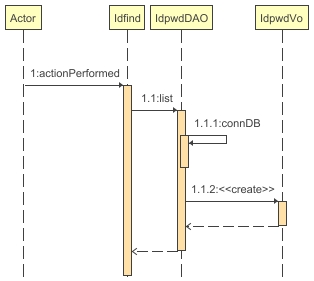 Actor
Idfind
IdpwdDAO
IdpwdVo
1:actionPerformed
1.1:list
1.1.1:connDB
1.1.2:<<create>>